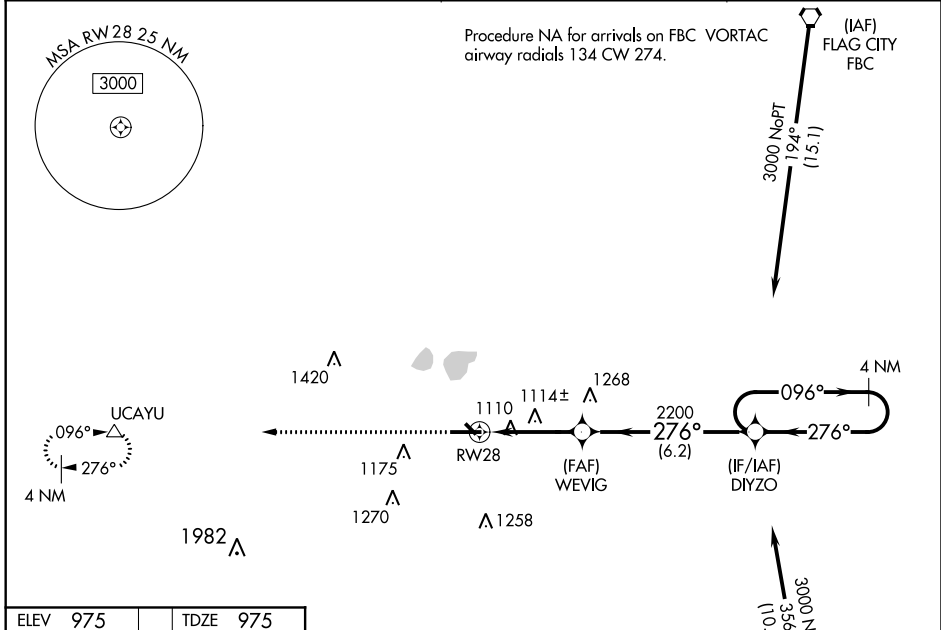 MSA RW28 25 NM
3000
Procedure NA for arrivals on FBC VORTAC
airway radials 134 CW 274.
(IAF)
FLAG CITY
FBC
3000 NoPT
194°
(15.1)
1420
1110
1114±
1268
4 NM
096°
UCAYU
096°
276°
4 NM
RW28
1175
1270
1258
1982
(FAF)
WEVIG
2200
276°
(6.2)
276°
(IF/IAF)
DIYZO
3000
ELEV 975
TDZE 975